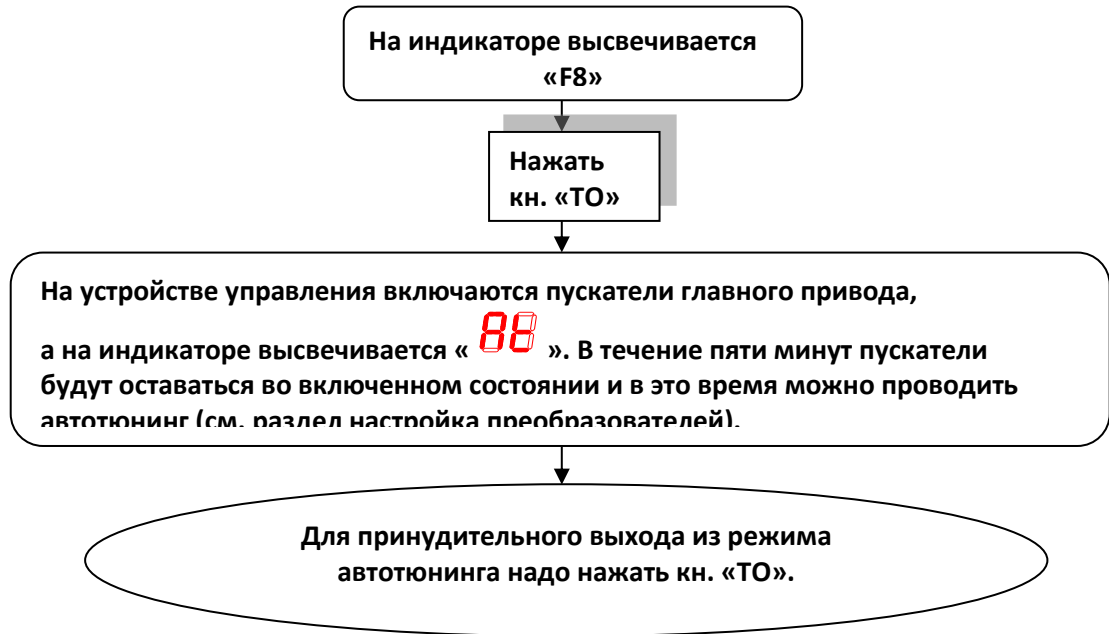 На индикаторе высвечивается
«F8»
Нажать
кн. «ТО»
На устройстве управления включаются пускатели главного привода,
а на индикаторе высвечивается « ». В течение пяти минут пускатели
будут оставаться во включенном состоянии и в это время можно проводить
автотюнинг (см. раздел настройка преобразователей).
Для принудительного выхода из режима
автотюнинга надо нажать кн. «ТО».